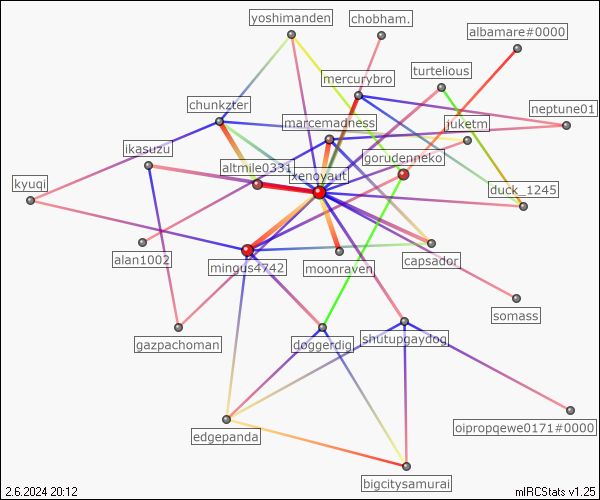 yoshimanden
chobham.
albamare#0000
turtelious
mercurybro
chunkzter
neptune01
marcemadness
juketm
ikasuzu
gorudeneko
altmile0331
xenoyaut
kyuqi
duck_1245
alan1002
mingus4742
moonraven
capsador
somass
gazpachoman
doggerdig
shutupgaydog
edgepanda
oipropqewe0171#0000
bigcitysamurai
2.6.2024 20:12
mIRCStats v1.25